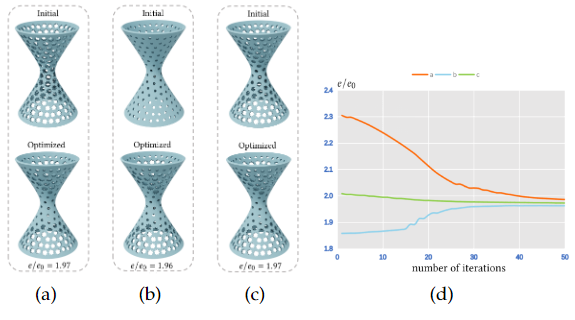 Initial
Optimized
e/e0 = 1.97
(a)
Initial
Optimizd
e/e0 = 1.96
(b)
Initial
Optimized
e/e0 = 1.97
(c)
a b c
e/e0
2.4
2.3
2.2
2.1
2.0
1.9
1.8
0 10 20 30 40 50
number of iterations
(d)